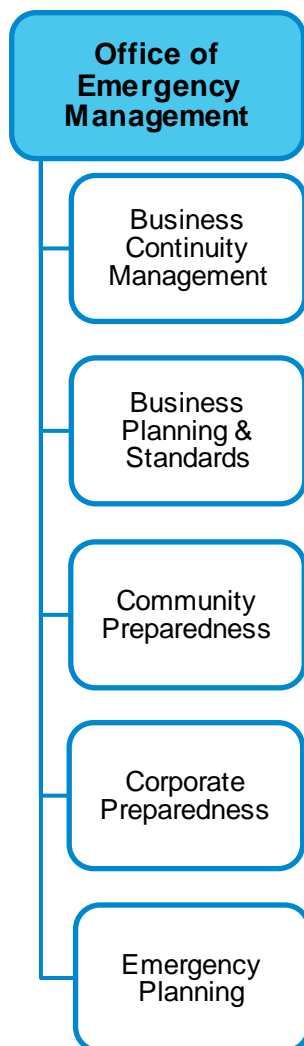 Office of
Emergency
Management
Business
Continuity
Management
Business
Planning &
Standards
Community
Preparedness
Corporate
Preparedness
Emergency
Planning